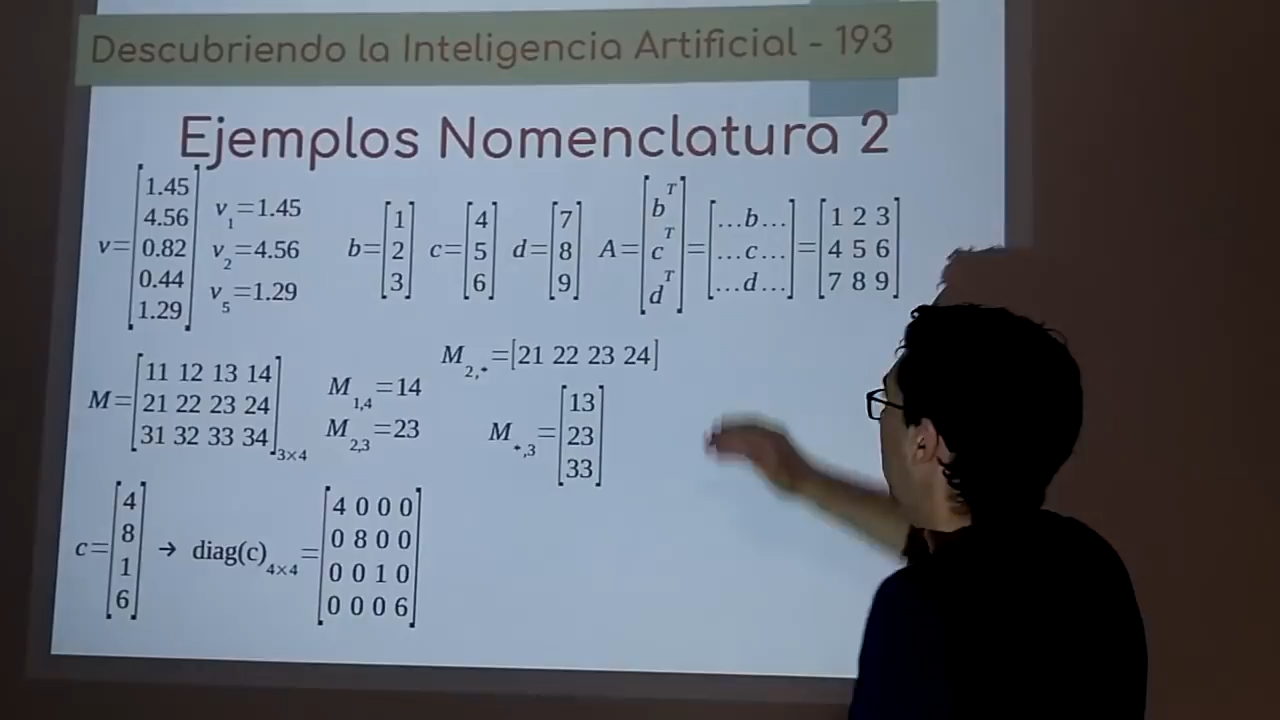 Descubriendo la Inteligencia Artificial - 193
Ejemplos Nomenclatura 2
v=[1.45
4.56
0.82
0.44
1.29]
v₁=1.45
v₂=4.56
v₅=1.29
b=[1
2
3]
c=[4
5
6]
d=[7
8
9]
A=[bᵀ
cᵀ
dᵀ]
=[...b...
...c...
...d...]
=[1 2 3
4 5 6
7 8 9]
M=[11 12 13 14
21 22 23 24
31 32 33 34]3×4
M1,4=14
M2,3=23
M2,*=[21 22 23 24]
M*,3=[13
23
33]
c=[4
8
1
6]
→ diag(c)4×4=[4 0 0 0
0 8 0 0
0 0 1 0
0 0 0 6]